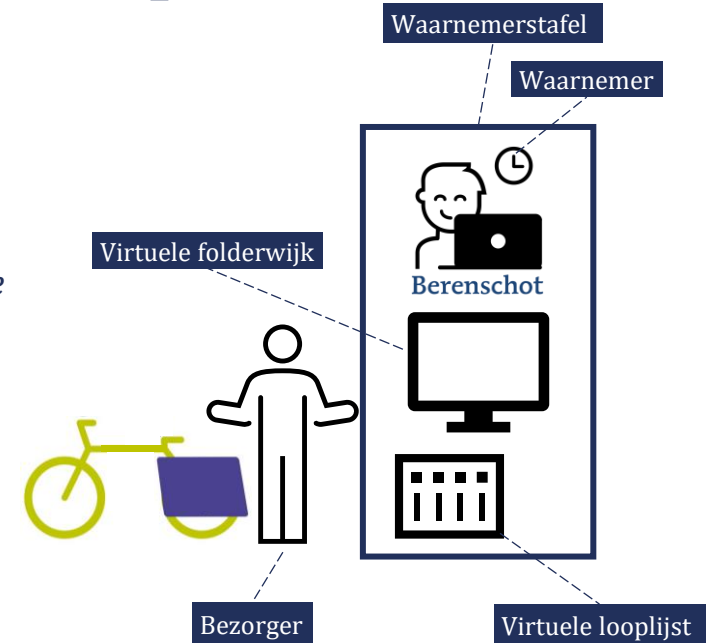 Waarnemerstafel
Waarnemer
Virtuele folderwijk
Berenschot
e
Bezorger
Virtuele looplijst